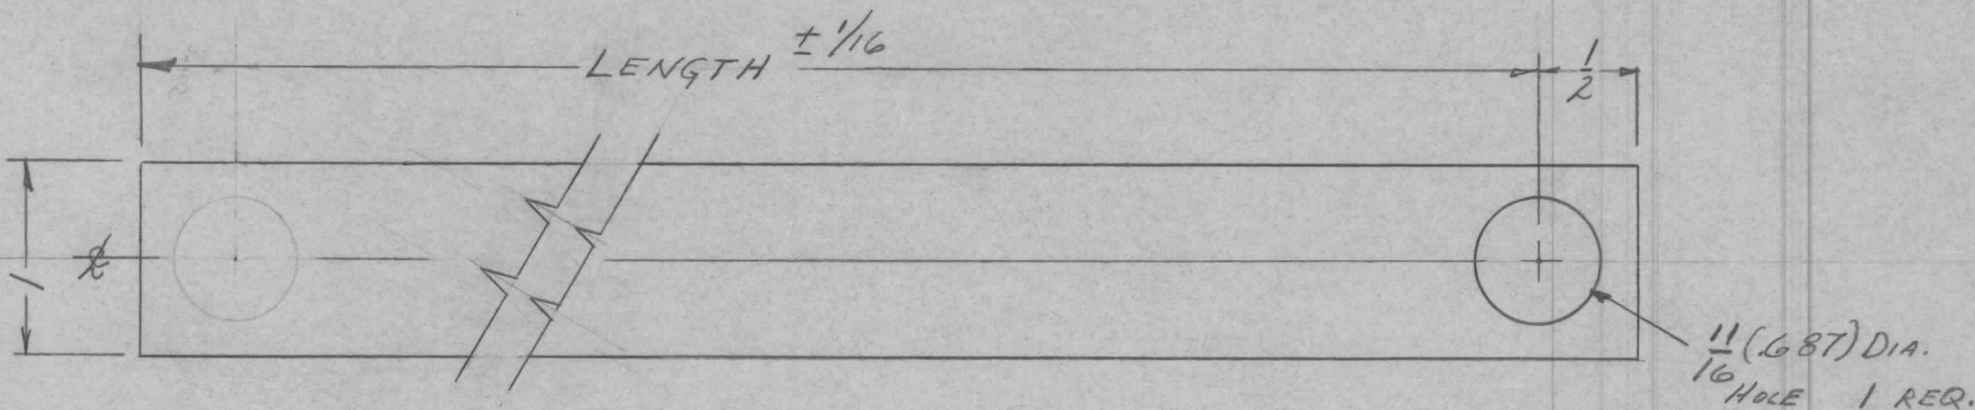 LENGTH ± 1/16
1/2
1
℄
11/16 (.687) DIA.
HOLE 1 REQ.